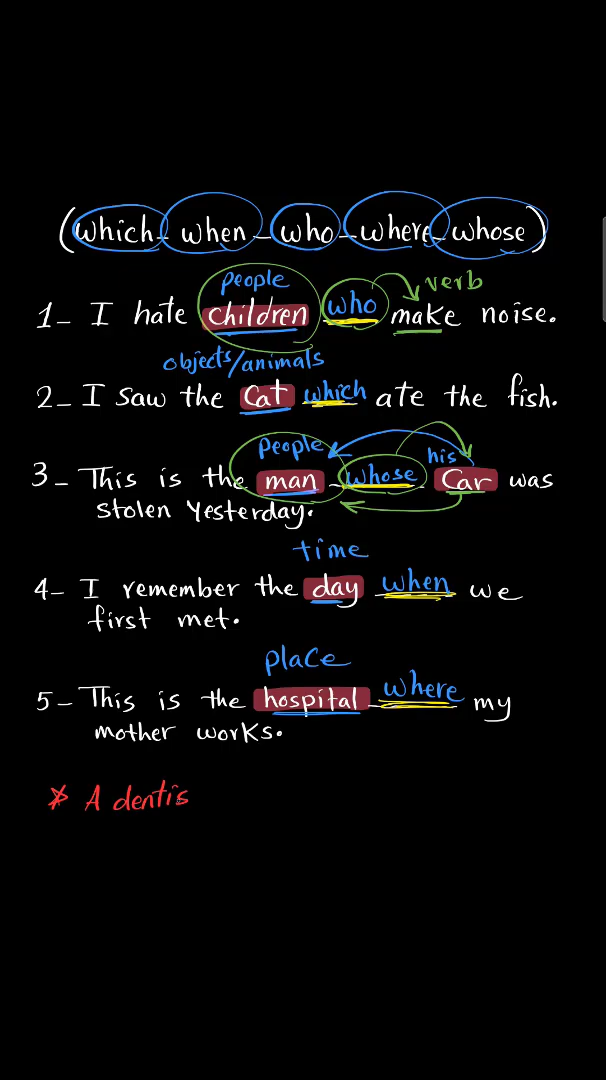 (which - when - who - where - whose)
people
verb
1- I hate children who make noise.
objects/animals
2- I saw the cat which ate the fish.
people
his
3- This is the man whose car was
stolen yesterday.
time
4- I remember the day when we
first met.
place
5- This is the hospital where my
mother works.
* A dentis